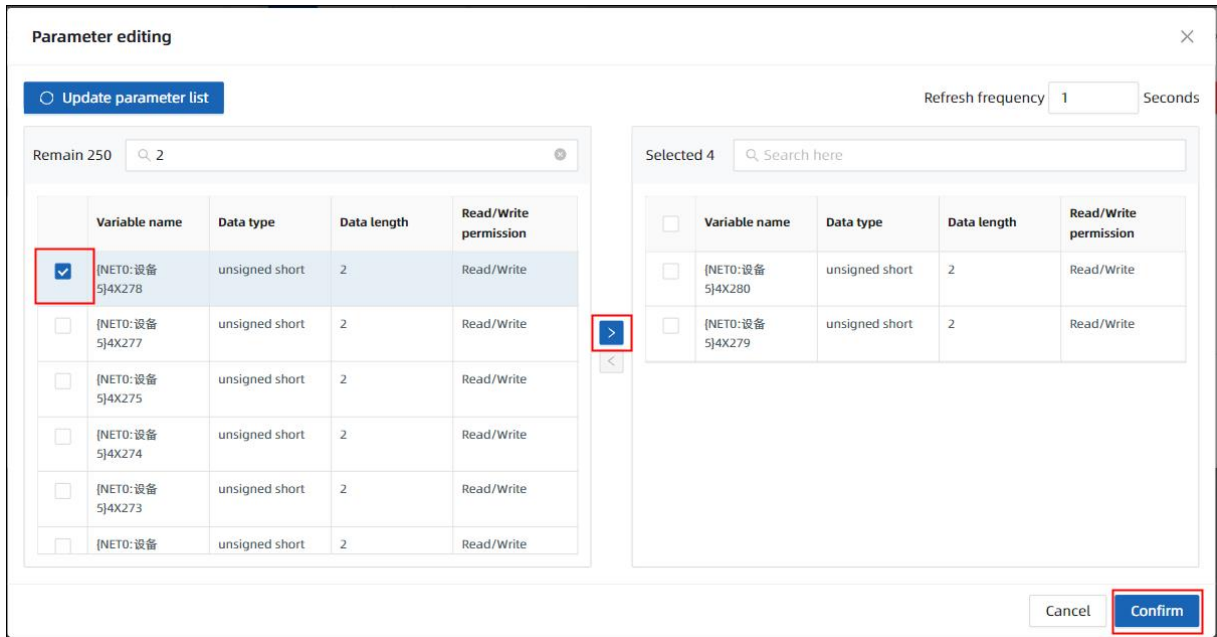 Parameter editing
Update parameter list
Refresh frequency 1 Seconds
Remain 250 2
Variable name Data type Data length Read/Write permission
{NET0:设备 unsigned short 2 Read/Write
5}4X278
{NET0:设备 unsigned short 2 Read/Write
5}4X277
{NET0:设备 unsigned short 2 Read/Write
5}4X275
{NET0:设备 unsigned short 2 Read/Write
5}4X274
{NET0:设备 unsigned short 2 Read/Write
5}4X273
{NET0:设备 unsigned short 2 Read/Write
>
<
Selected 4 Search here
Variable name Data type Data length Read/Write permission
{NET0:设备 unsigned short 2 Read/Write
5}4X280
{NET0:设备 unsigned short 2 Read/Write
5}4X279
Cancel Confirm